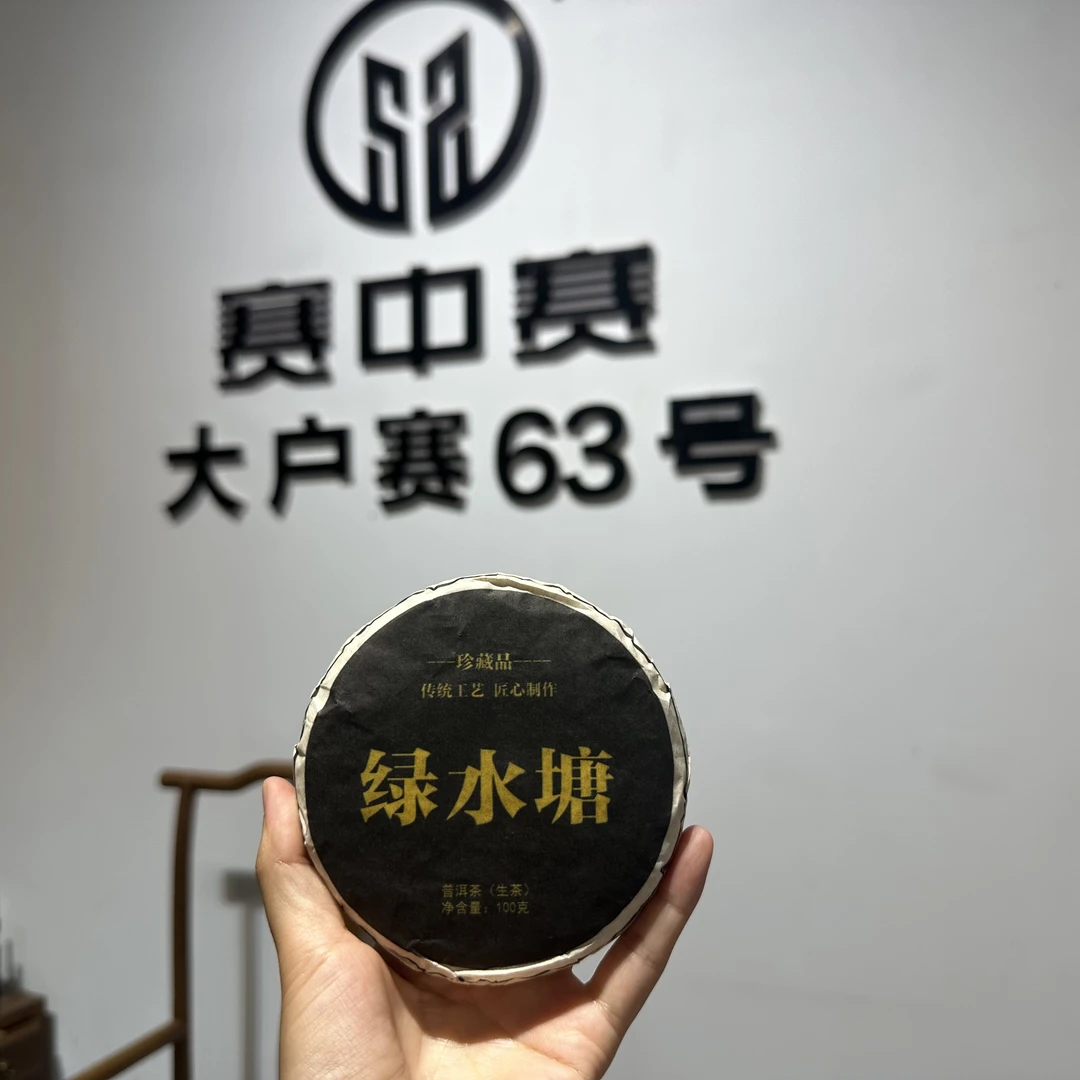 赛中赛
大户赛63号
---珍藏品----
传统工艺 匠心制作
绿水塘
普洱茶（生茶）
净含量：100克